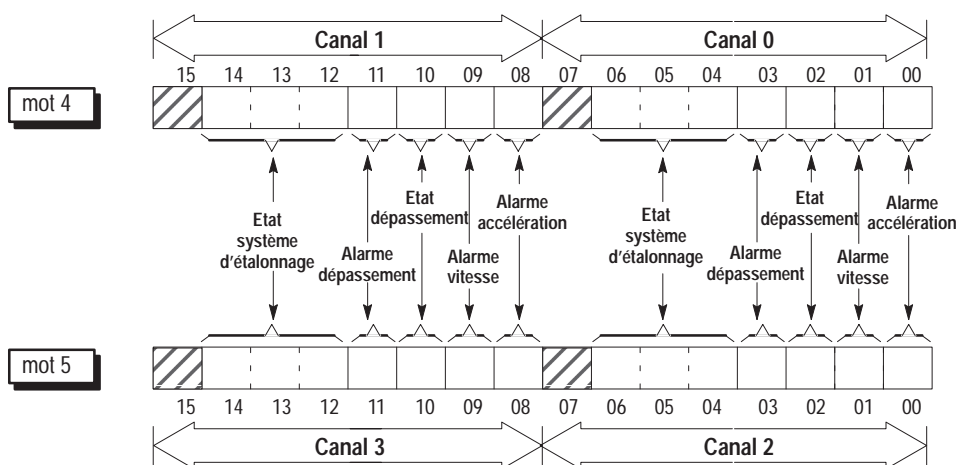 Canal 1 Canal 0
15 14 13 12 11 10 09 08 07 06 05 04 03 02 01 00
mot 4
Etat
système
d'étalonnage
Alarme
dépassement
Etat
dépassement
Alarme
vitesse
Alarme
accélération
Etat
système
d'étalonnage
Alarme
dépassement
Etat
dépassement
Alarme
vitesse
Alarme
accélération
mot 5
15 14 13 12 11 10 09 08 07 06 05 04 03 02 01 00
Canal 3 Canal 2